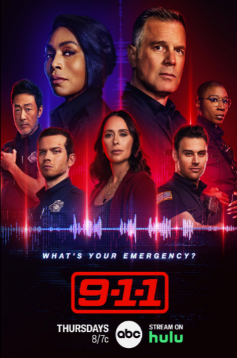 WHAT'S YOUR EMERGENCY?
9-1-1
THURSDAYS
8/7c
abc
STREAM ON
hulu